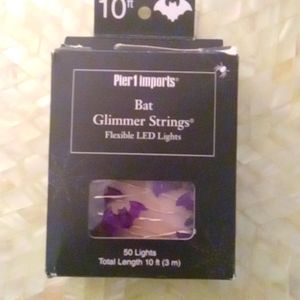 10ft
Pier 1 imports®
Bat
Glimmer Strings®
Flexible LED Lights
50 Lights
Total Length 10 ft (3 m)